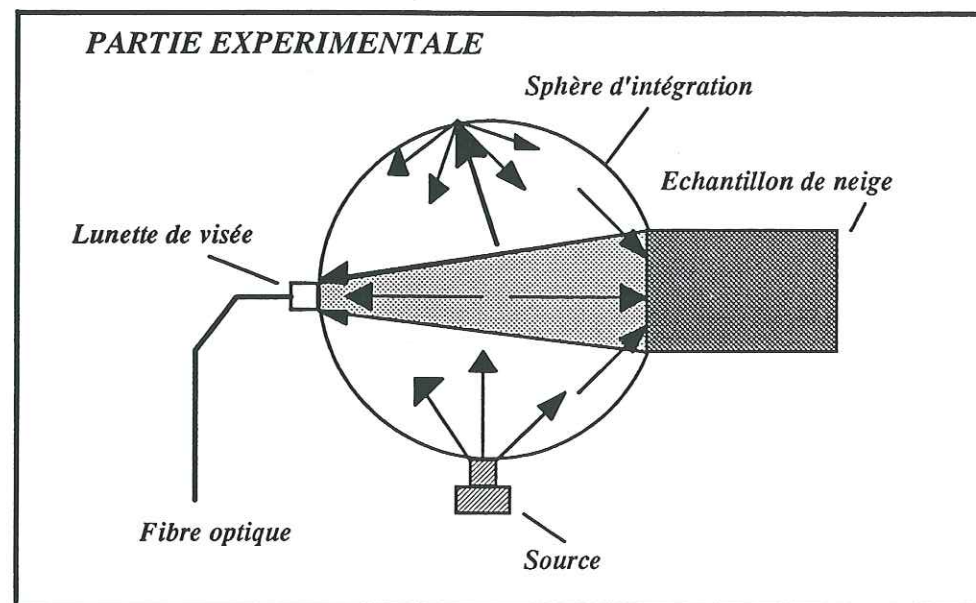 PARTIE EXPERIMENTALE
Sphère d'intégration
Echantillon de neige
Lunette de visée
Fibre optique
Source